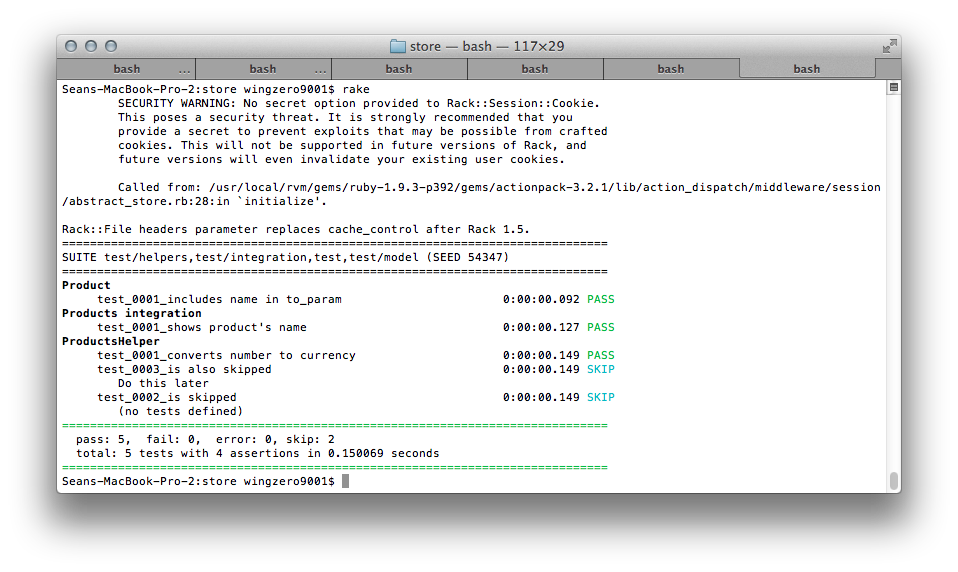 store — bash — 117×29
bash ... bash ... bash bash bash bash
Seans-MacBook-Pro-2:store wingzero9001$ rake
SECURITY WARNING: No secret option provided to Rack::Session::Cookie.
This poses a security threat. It is strongly recommended that you
provide a secret to prevent exploits that may be possible from crafted
cookies. This will not be supported in future versions of Rack, and
future versions will even invalidate your existing user cookies.
Called from: /usr/local/rvm/gems/ruby-1.9.3-p392/gems/actionpack-3.2.1/lib/action_dispatch/middleware/session
/abstract_store.rb:28:in `initialize'.
Rack::File headers parameter replaces cache_control after Rack 1.5.
==============================================================================
SUITE test/helpers,test/integration,test,test/model (SEED 54347)
==============================================================================
Product
test_0001_includes name in to_param 0:00:00.092 PASS
Products integration
test_0001_shows product's name 0:00:00.127 PASS
ProductsHelper
test_0001_converts number to currency 0:00:00.149 PASS
test_0003_is also skipped 0:00:00.149 SKIP
Do this later
test_0002_is skipped 0:00:00.149 SKIP
(no tests defined)
==============================================================================
pass: 5, fail: 0, error: 0, skip: 2
total: 5 tests with 4 assertions in 0.150069 seconds
==============================================================================
Seans-MacBook-Pro-2:store wingzero9001$